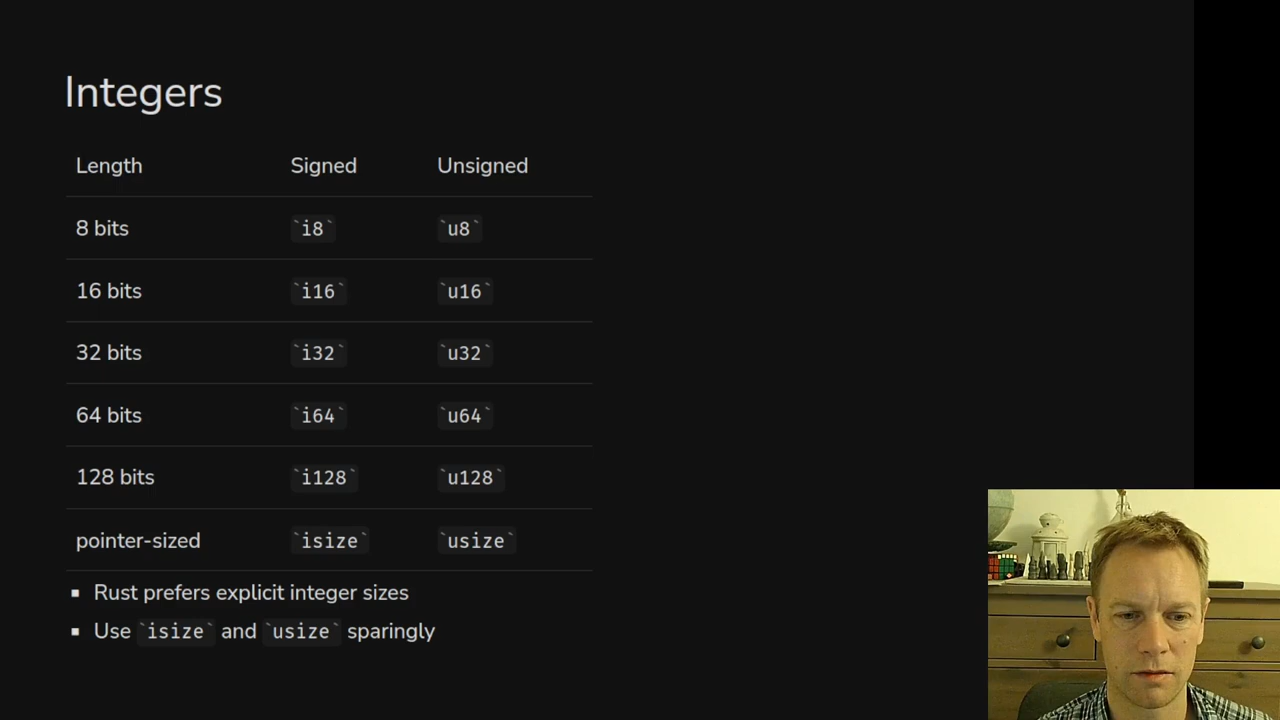 Integers
Length Signed Unsigned
8 bits `i8` `u8`
16 bits `i16` `u16`
32 bits `i32` `u32`
64 bits `i64` `u64`
128 bits `i128` `u128`
pointer-sized `isize` `usize`
▪ Rust prefers explicit integer sizes
▪ Use `isize` and `usize` sparingly